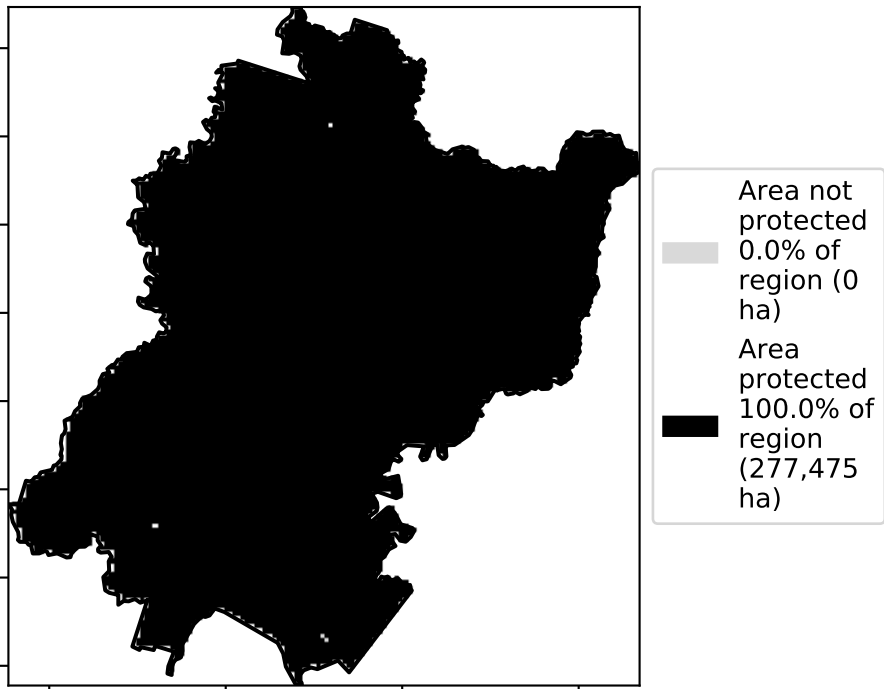 Area not
protected
0.0% of
region (0
ha)
Area
protected
100.0% of
region
(277,475
ha)